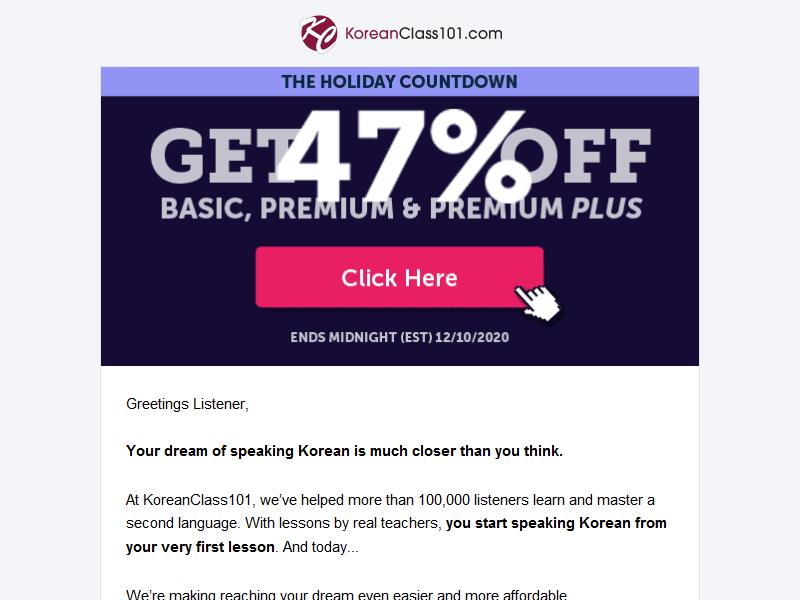 KoreanClass101.com
THE HOLIDAY COUNTDOWN
GET 47% OFF
BASIC, PREMIUM & PREMIUM PLUS
Click Here
ENDS MIDNIGHT (EST) 12/10/2020
Greetings Listener,
Your dream of speaking Korean is much closer than you think.
At KoreanClass101, we’ve helped more than 100,000 listeners learn and master a
second language. With lessons by real teachers, you start speaking Korean from
your very first lesson. And today...
We’re making reaching your dream even easier and more affordable